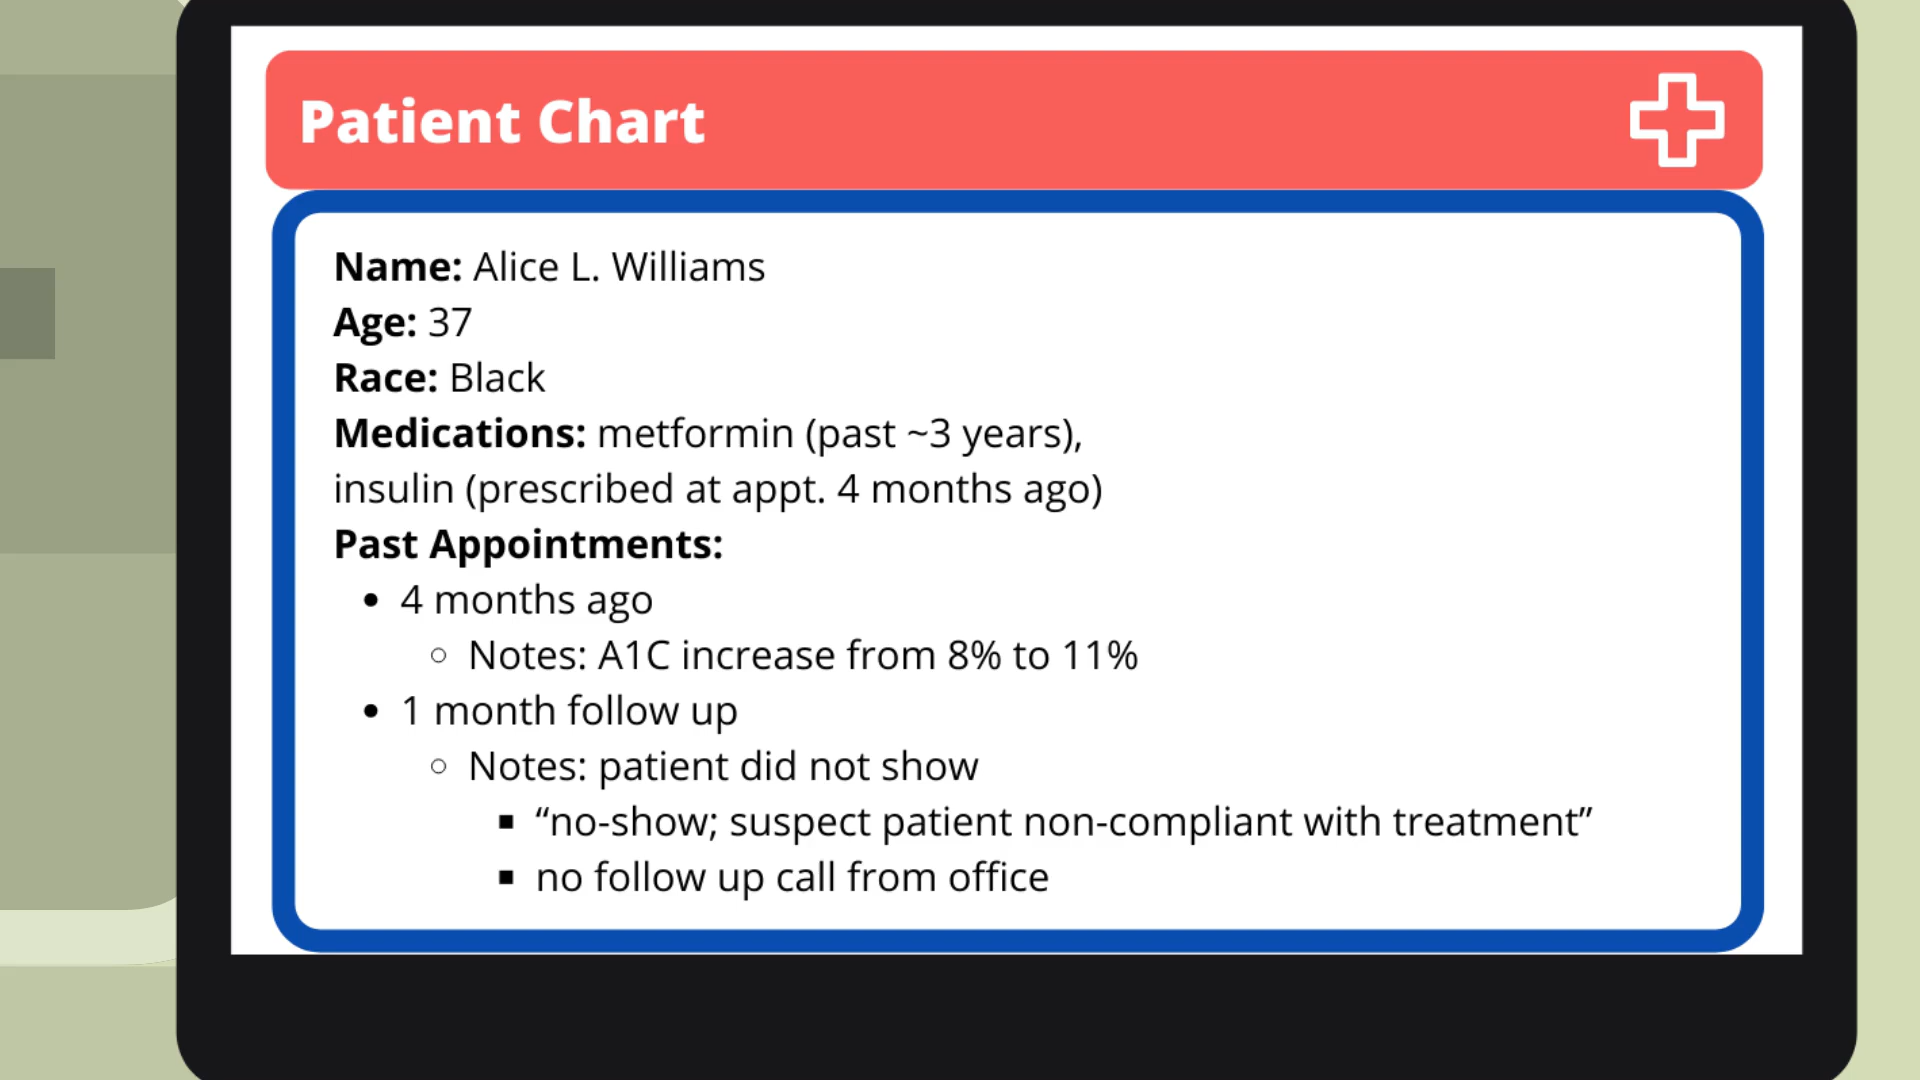 Patient Chart
Name: Alice L. Williams
Age: 37
Race: Black
Medications: metformin (past ~3 years),
insulin (prescribed at appt. 4 months ago)
Past Appointments:
• 4 months ago
○ Notes: A1C increase from 8% to 11%
• 1 month follow up
○ Notes: patient did not show
▪ “no-show; suspect patient non-compliant with treatment”
▪ no follow up call from office